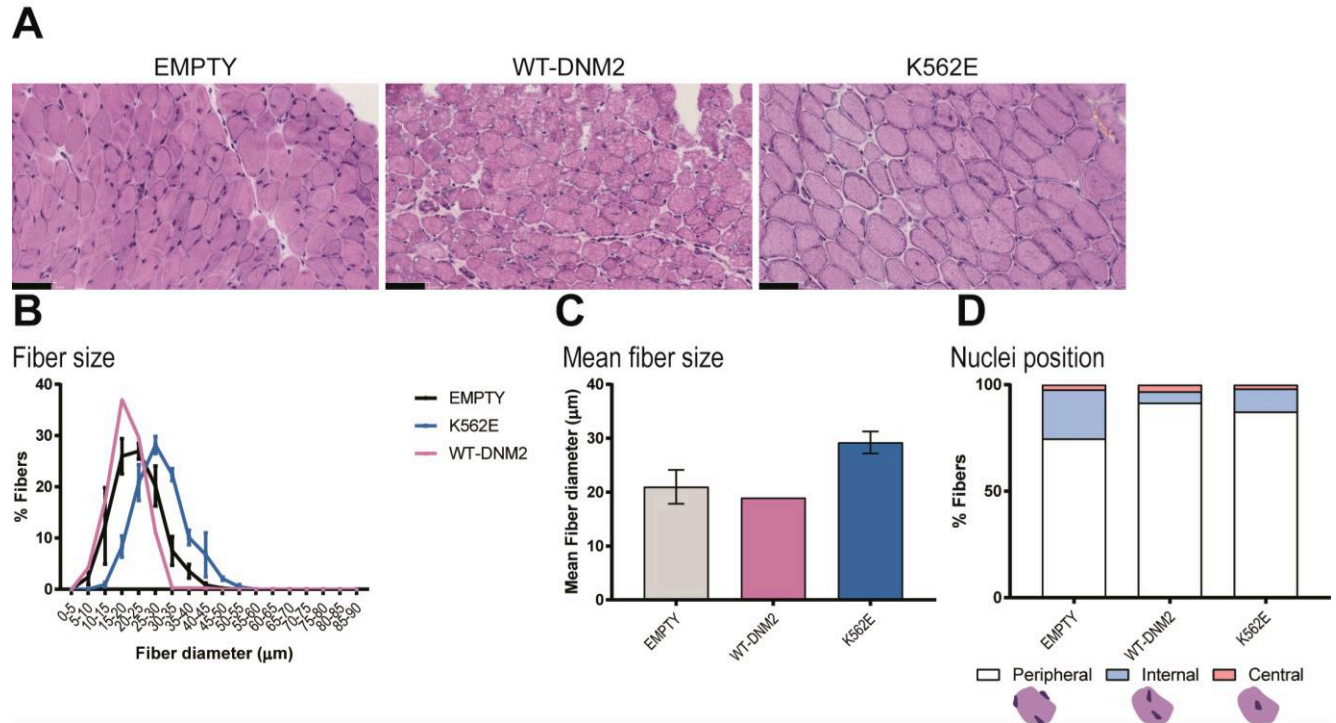 A
EMPTY WT-DNM2 K562E
B
Fiber size
% Fibers
40
30
20
10
0
0-5 5-10 10-15 15-20 20-25 25-30 30-35 35-40 40-45 45-50 50-55 55-60 60-65 65-70 70-75 75-80 80-85 85-90
Fiber diameter (μm)
EMPTY
K562E
WT-DNM2
C
Mean fiber size
Mean Fiber diameter (μm)
40
30
20
10
0
EMPTY WT-DNM2 K562E
D
Nuclei position
% Fibers
100
50
0
EMPTY WT-DNM2 K562E
Peripheral Internal Central